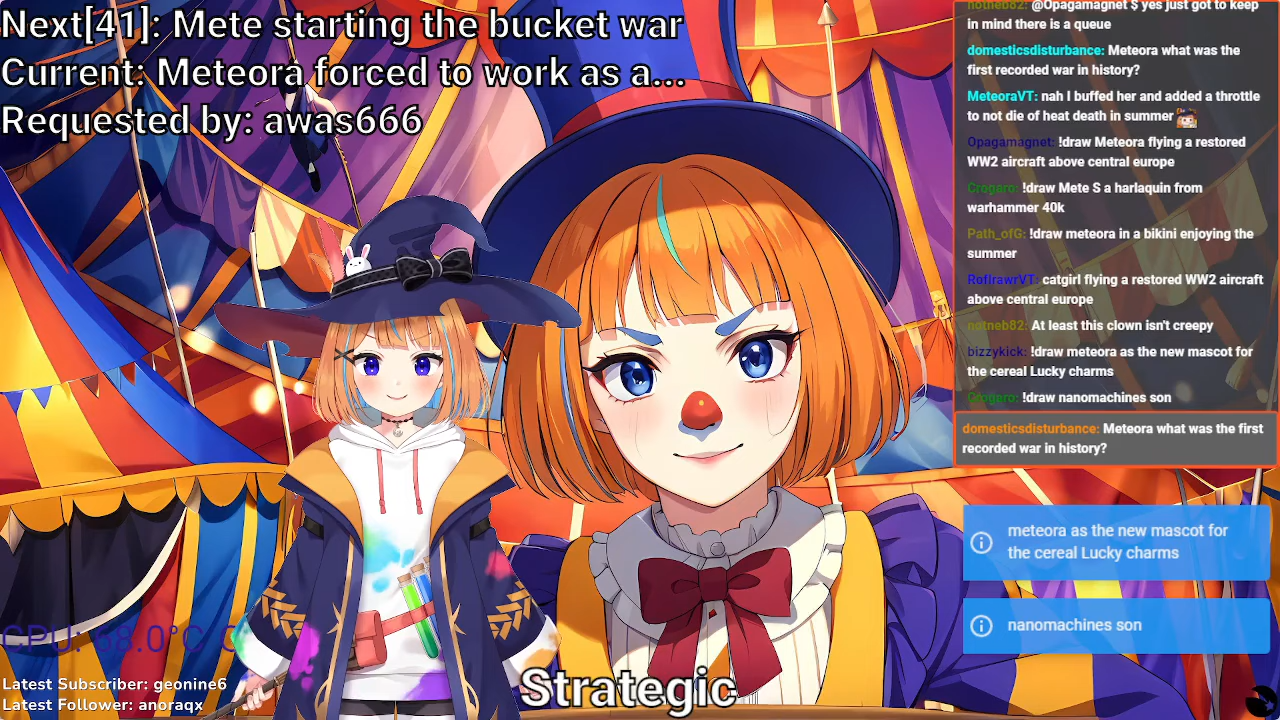 Next[41]: Mete starting the bucket war
Current: Meteora forced to work as a...
Requested by: awas666
notneb82: @Opagamagnet $ yes just got to keep
in mind there is a queue
domesticsdisturbance: Meteora what was the
first recorded war in history?
MeteoraVT: nah I buffed her and added a throttle
to not die of heat death in summer
Opagamagnet: !draw Meteora flying a restored
WW2 aircraft above central europe
Crogaro: !draw Mete S a harlaquin from
warhammer 40k
Path_ofG: !draw meteora in a bikini enjoying the
summer
RoflrawrVT: catgirl flying a restored WW2 aircraft
above central europe
notneb82: At least this clown isn't creepy
bizzykick: !draw meteora as the new mascot for
the cereal Lucky charms
Crogaro: !draw nanomachines son
domesticsdisturbance: Meteora what was the first
recorded war in history?
meteora as the new mascot for
the cereal Lucky charms
nanomachines son
CPU: 68.0°C
Latest Subscriber: geonine6
Latest Follower: anoraqx
Strategic